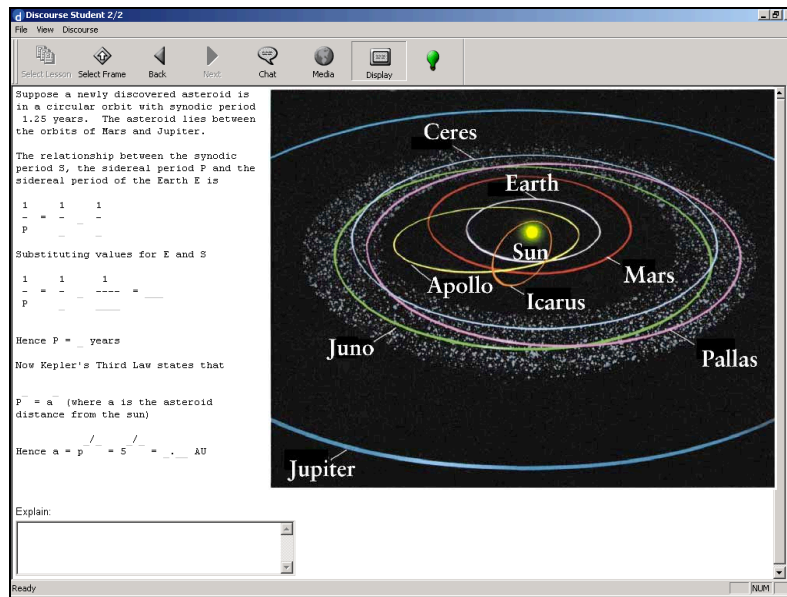 Discourse Student 2/2
File View Discourse
Select Lesson Select Frame Back Next Chat Media Display
Suppose a newly discovered asteroid is
in a circular orbit with synodic period
1.25 years. The asteroid lies between
the orbits of Mars and Jupiter.
The relationship between the synodic
period S, the sidereal period P and the
sidereal period of the Earth E is
1 1 1
- = - _ -
P _ _
Substituting values for E and S
1 1 1
- = - _ ---- = ___
P _ ____
Hence P = _ years
Now Kepler's Third Law states that
_ _
P = a (where a is the asteroid
distance from the sun)
_/_ _/_
Hence a = p = 5 = _.__ AU
Explain:
Ceres
Earth
Sun
Mars
Apollo
Icarus
Juno
Pallas
Jupiter
Ready NUM